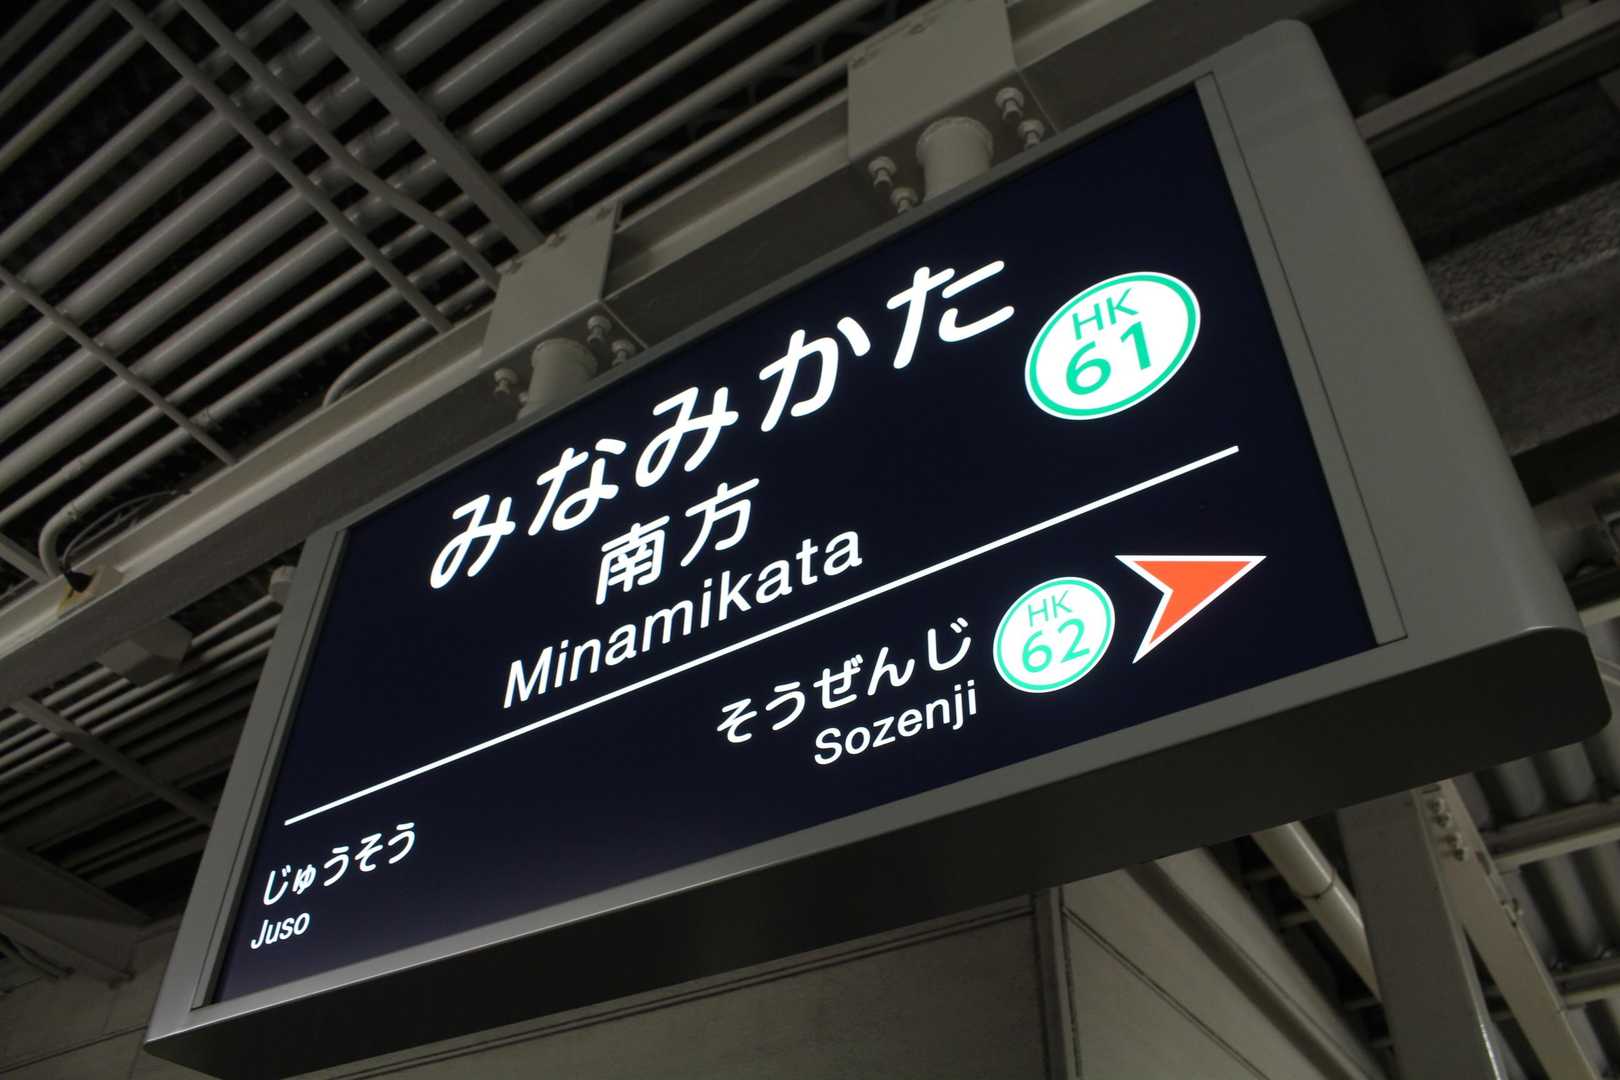 みなみかた
南方
Minamikata
HK
61
じゅうそう
Juso
そうぜんじ
Sozenji
HK
62